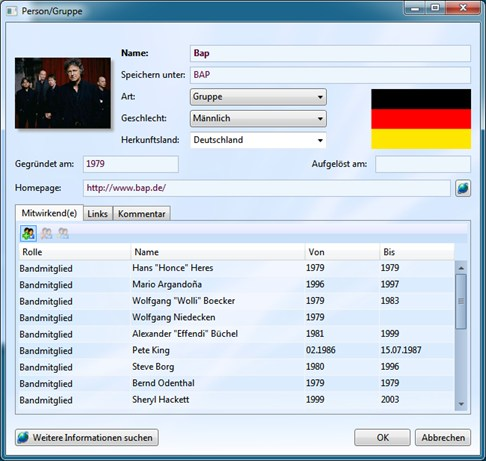 Person/Gruppe
Name: Bap
Speichern unter: BAP
Art: Gruppe
Geschlecht: Männlich
Herkunftsland: Deutschland
Gegründet am: 1979 Aufgelöst am:
Homepage: http://www.bap.de/
Mitwirkend(e) Links Kommentar
Rolle Name Von Bis
Bandmitglied Hans "Honce" Heres 1979 1979
Bandmitglied Mario Argandoña 1996 1997
Bandmitglied Wolfgang "Wolli" Boecker 1979 1983
Bandmitglied Wolfgang Niedecken 1979
Bandmitglied Alexander "Effendi" Büchel 1981 1999
Bandmitglied Pete King 02.1986 15.07.1987
Bandmitglied Steve Borg 1980 1996
Bandmitglied Bernd Odenthal 1979 1979
Bandmitglied Sheryl Hackett 1999 2003
Weitere Informationen suchen OK Abbrechen